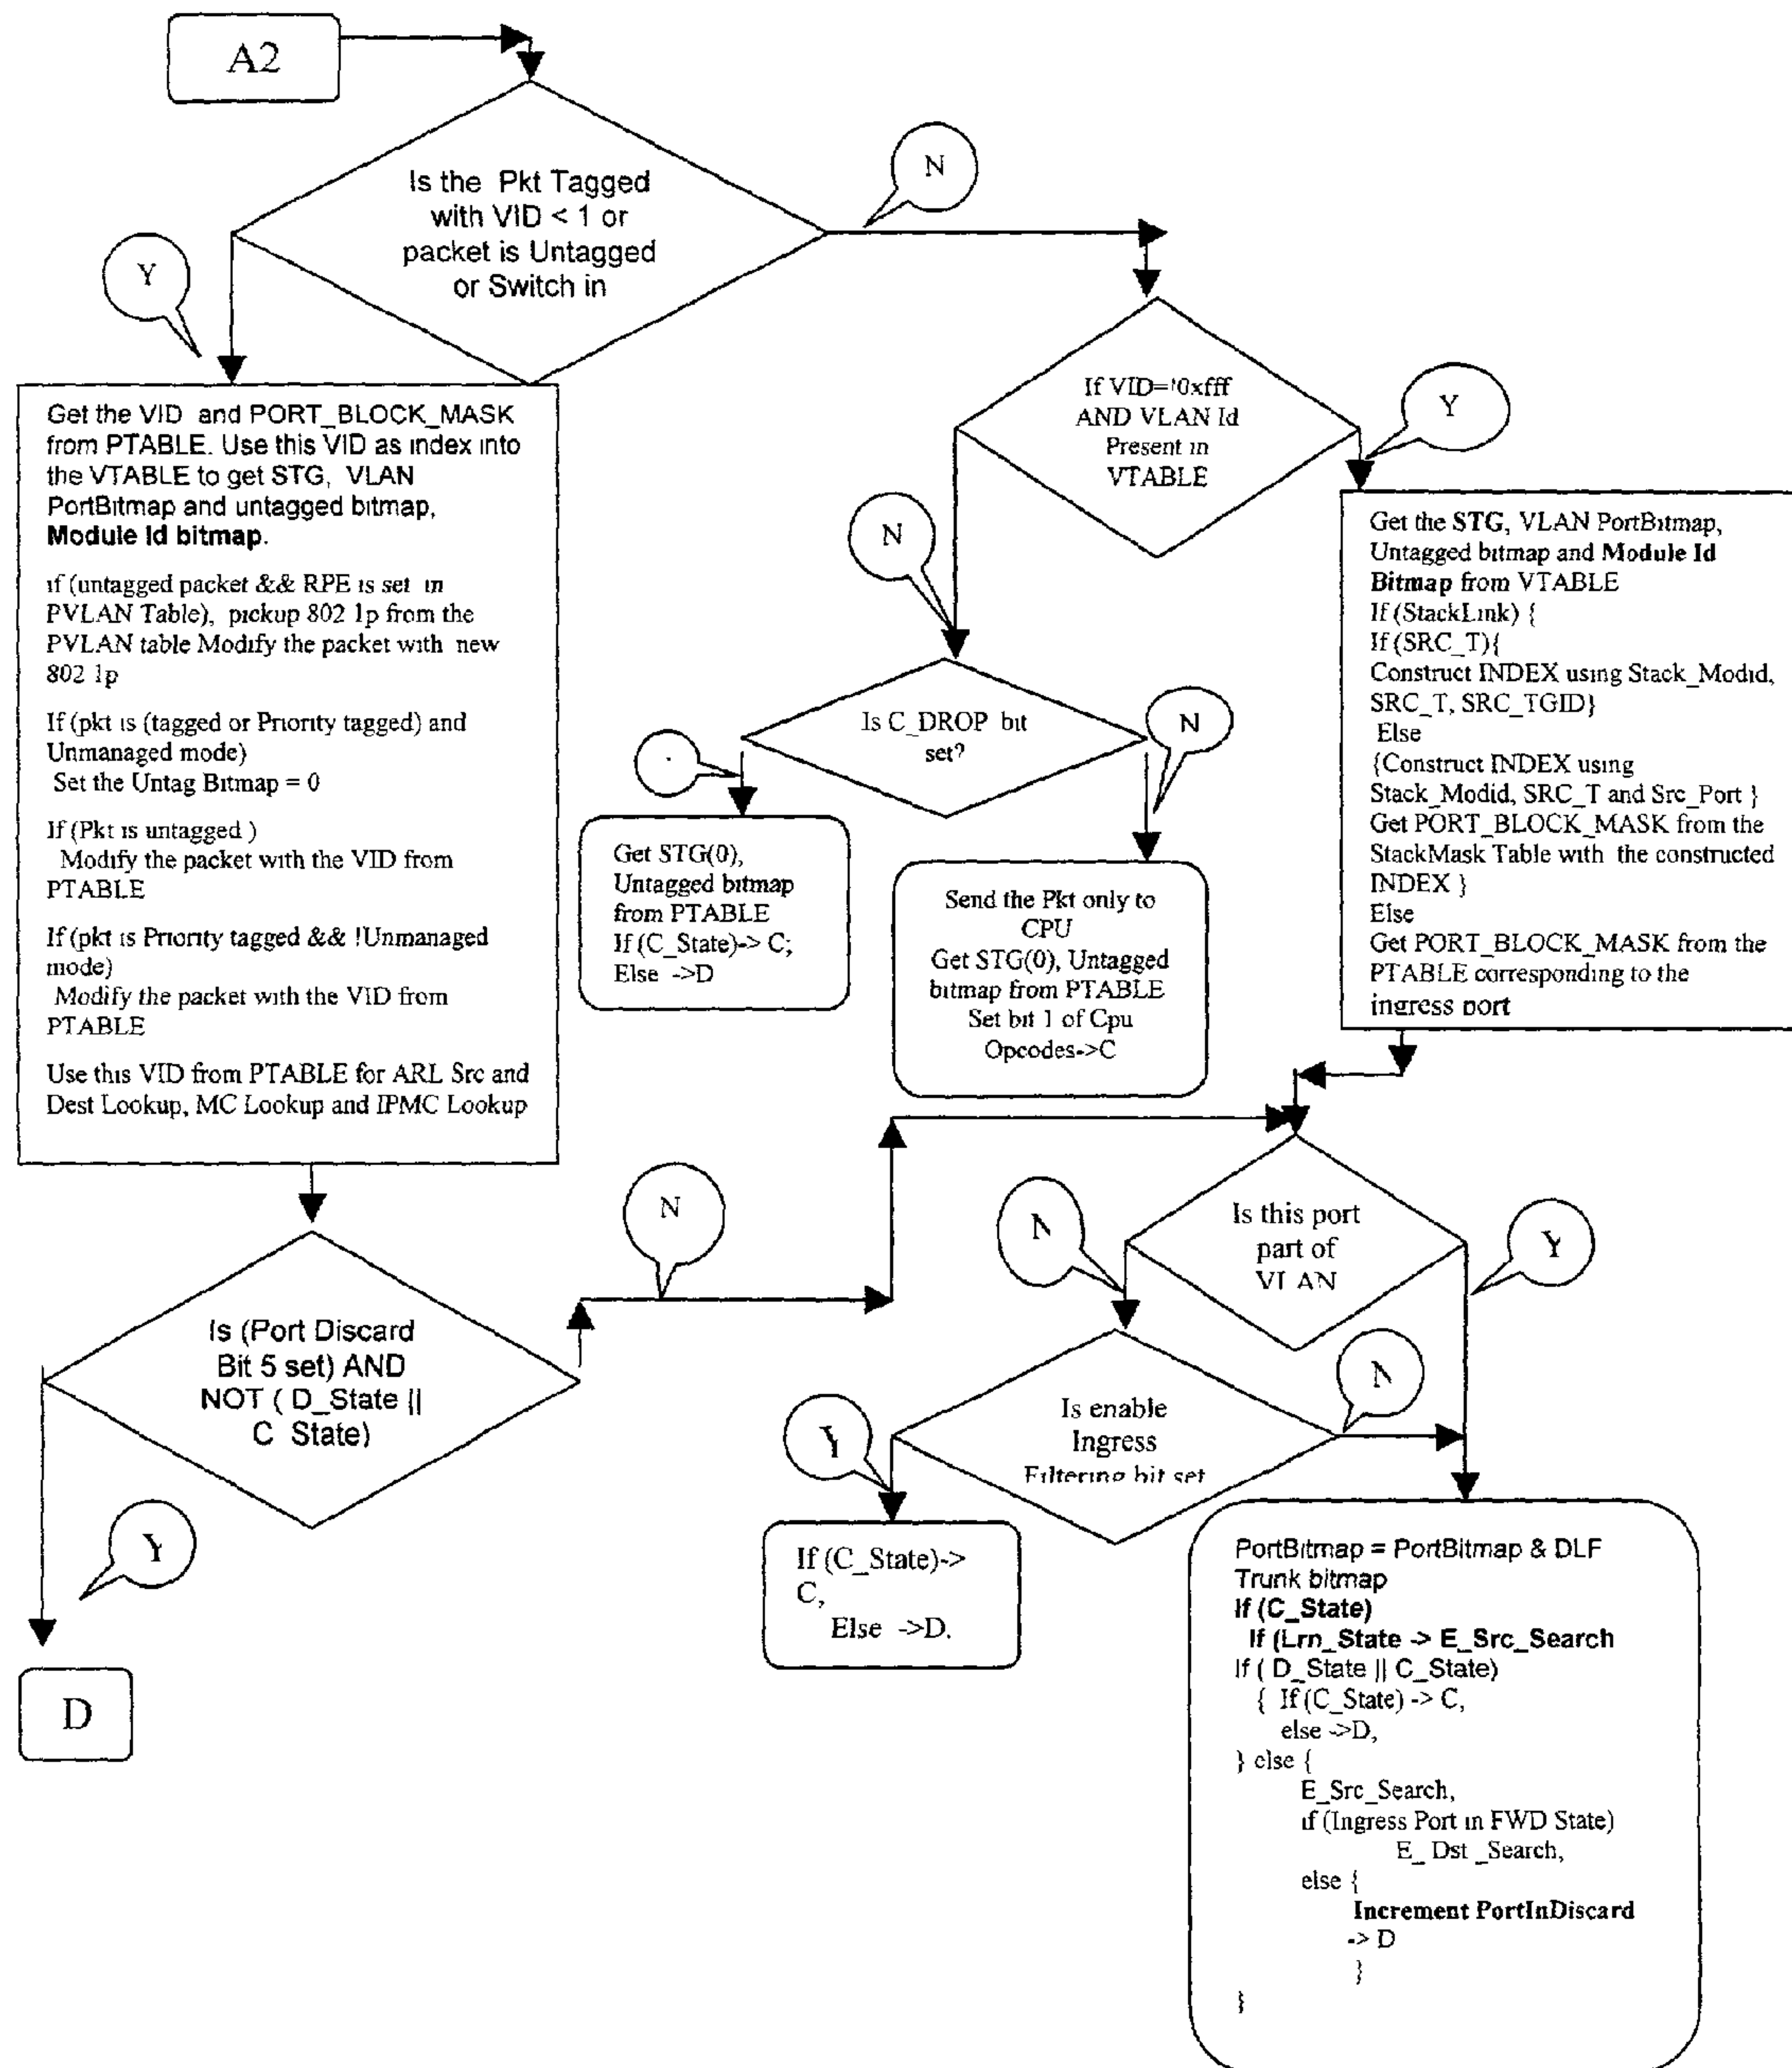 A2
Is the Pkt Tagged
with VID < 1 or
packet is Untagged
or Switch in
N
Y
Get the VID and PORT_BLOCK_MASK
from PTABLE. Use this VID as index into
the VTABLE to get STG, VLAN
PortBitmap and untagged bitmap,
Module Id bitmap.
if (untagged packet && RPE is set in
PVLAN Table), pickup 802 1p from the
PVLAN table Modify the packet with new
802 1p
If (pkt is (tagged or Priority tagged) and
Unmanaged mode)
Set the Untag Bitmap = 0
If (Pkt is untagged )
Modify the packet with the VID from
PTABLE
If (pkt is Priority tagged && !Unmanaged
mode)
Modify the packet with the VID from
PTABLE
Use this VID from PTABLE for ARL Src and
Dest Lookup, MC Lookup and IPMC Lookup
If VID=!0xfff
AND VLAN Id
Present in
VTABLE
Y
N
Get the STG, VLAN PortBitmap,
Untagged bitmap and Module Id
Bitmap from VTABLE
If (StackLink) {
If (SRC_T){
Construct INDEX using Stack_Modid,
SRC_T, SRC_TGID}
Else
{Construct INDEX using
Stack_Modid, SRC_T and Src_Port }
Get PORT_BLOCK_MASK from the
StackMask Table with the constructed
INDEX }
Else
Get PORT_BLOCK_MASK from the
PTABLE corresponding to the
ingress port
Is C_DROP bit
set?
N
Get STG(0),
Untagged bitmap
from PTABLE
If (C_State)-> C;
Else ->D
Send the Pkt only to
CPU
Get STG(0), Untagged
bitmap from PTABLE
Set bit 1 of Cpu
Opcodes->C
Is (Port Discard
Bit 5 set) AND
NOT ( D_State ||
C State)
N
Y
D
Is this port
part of
VLAN
N
Y
Is enable
Ingress
Filtering bit set
N
Y
If (C_State)->
C,
Else ->D.
PortBitmap = PortBitmap & DLF
Trunk bitmap
If (C_State)
If (Lrn_State -> E_Src_Search
If ( D_State || C_State)
{ If (C_State) -> C,
else ->D,
} else {
E_Src_Search,
if (Ingress Port in FWD State)
E_ Dst _Search,
else {
Increment PortInDiscard
-> D
}
}